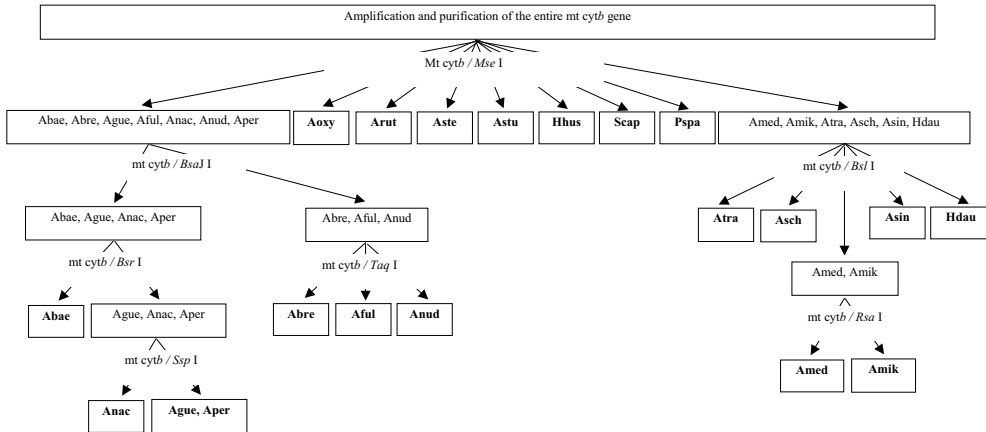 Amplification and purification of the entire mt cytb gene
Mt cytb / Mse I
Abae, Abre, Ague, Aful, Anac, Anud, Aper
Aoxy
Arut
Aste
Astu
Hhus
Scap
Pspa
Amed, Amik, Atra, Asch, Asin, Hdau
mt cytb / BsaJ I
mt cytb / Bsl I
Abae, Ague, Anac, Aper
Abre, Aful, Anud
Atra
Asch
Asin
Hdau
mt cytb / Bsr I
mt cytb / Taq I
Amed, Amik
Abae
Ague, Anac, Aper
Abre
Aful
Anud
mt cytb / Rsa I
mt cytb / Ssp I
Amed
Amik
Anac
Ague, Aper